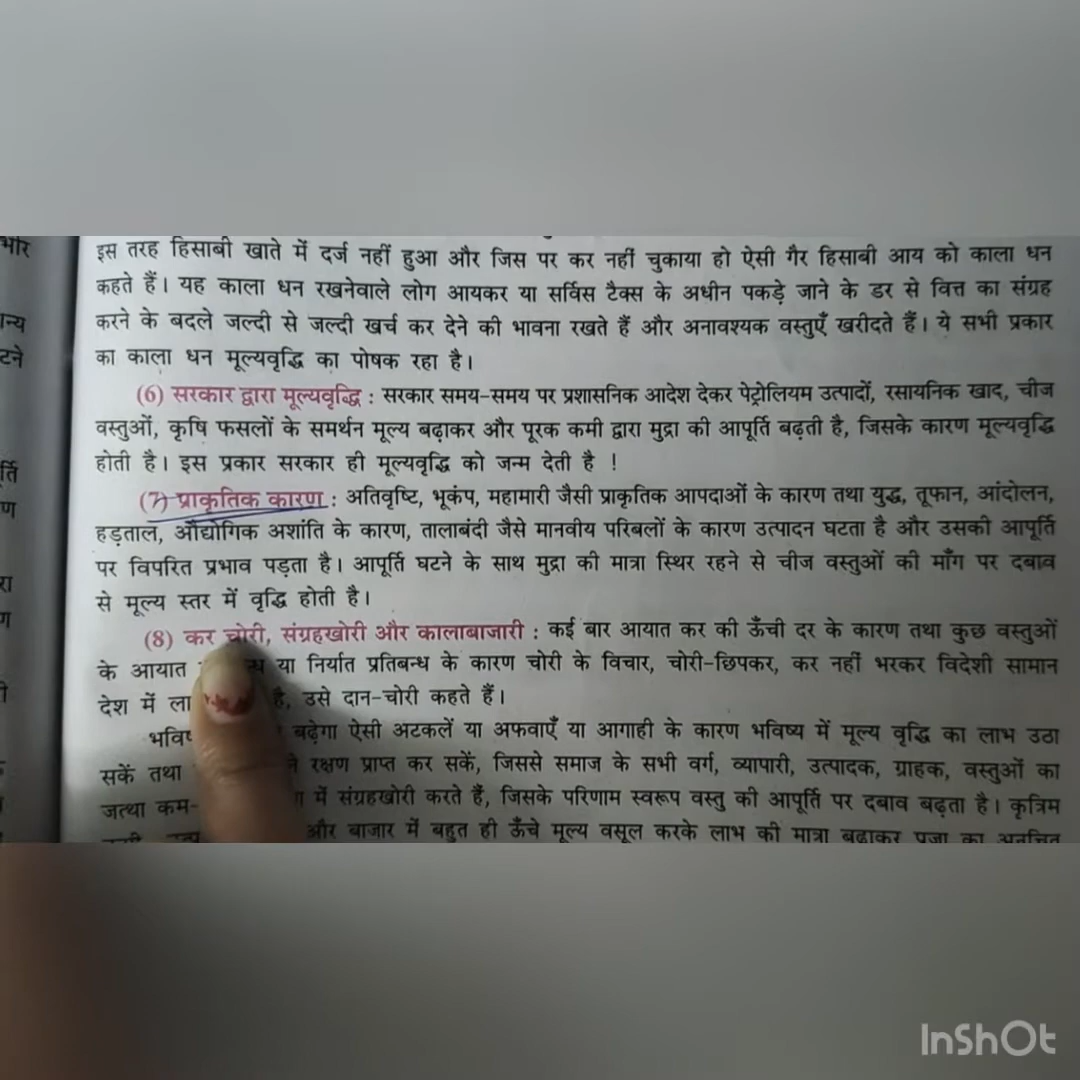 इस तरह हिसाबी खाते में दर्ज नहीं हुआ और जिस पर कर नहीं चुकाया हो ऐसी गैर हिसाबी आय को काला धन
कहते हैं। यह काला धन रखनेवाले लोग आयकर या सर्विस टैक्स के अधीन पकड़े जाने के डर से वित्त का संग्रह
करने के बदले जल्दी से जल्दी खर्च कर देने की भावना रखते हैं और अनावश्यक वस्तुएँ खरीदते हैं। ये सभी प्रकार
का काला धन मूल्यवृद्धि का पोषक रहा है।
(6) सरकार द्वारा मूल्यवृद्धि : सरकार समय-समय पर प्रशासनिक आदेश देकर पेट्रोलियम उत्पादों, रसायनिक खाद, चीज
वस्तुओं, कृषि फसलों के समर्थन मूल्य बढ़ाकर और पूरक कमी द्वारा मुद्रा की आपूर्ति बढ़ती है, जिसके कारण मूल्यवृद्धि
होती है। इस प्रकार सरकार ही मूल्यवृद्धि को जन्म देती है !
(7) प्राकृतिक कारण : अतिवृष्टि, भूकंप, महामारी जैसी प्राकृतिक आपदाओं के कारण तथा युद्ध, तूफान, आंदोलन,
हड़ताल, औद्योगिक अशांति के कारण, तालाबंदी जैसे मानवीय परिबलों के कारण उत्पादन घटता है और उसकी आपूर्ति
पर विपरित प्रभाव पड़ता है। आपूर्ति घटने के साथ मुद्रा की मात्रा स्थिर रहने से चीज वस्तुओं की माँग पर दबाव
से मूल्य स्तर में वृद्धि होती है।
(8) कर चोरी, संग्रहखोरी और कालाबाजारी : कई बार आयात कर की ऊँची दर के कारण तथा कुछ वस्तुओं
के आयात या निर्यात प्रतिबन्ध के कारण चोरी के विचार, चोरी-छिपकर, कर नहीं भरकर विदेशी सामान
देश में है, उसे दान-चोरी कहते हैं।
बढ़ेगा ऐसी अटकलें या अफवाएँ या आगाही के कारण भविष्य में मूल्य वृद्धि का लाभ उठा
सकें तथा रक्षण प्राप्त कर सकें, जिससे समाज के सभी वर्ग, व्यापारी, उत्पादक, ग्राहक, वस्तुओं का
जत्था कम- में संग्रहखोरी करते हैं, जिसके परिणाम स्वरूप वस्तु की आपूर्ति पर दबाव बढ़ता है। कृत्रिम
और बाजार में बहुत ही ऊँचे मूल्य वसूल करके लाभ की मात्रा बढ़ाकर प्रजा का अनुचित
InShOt